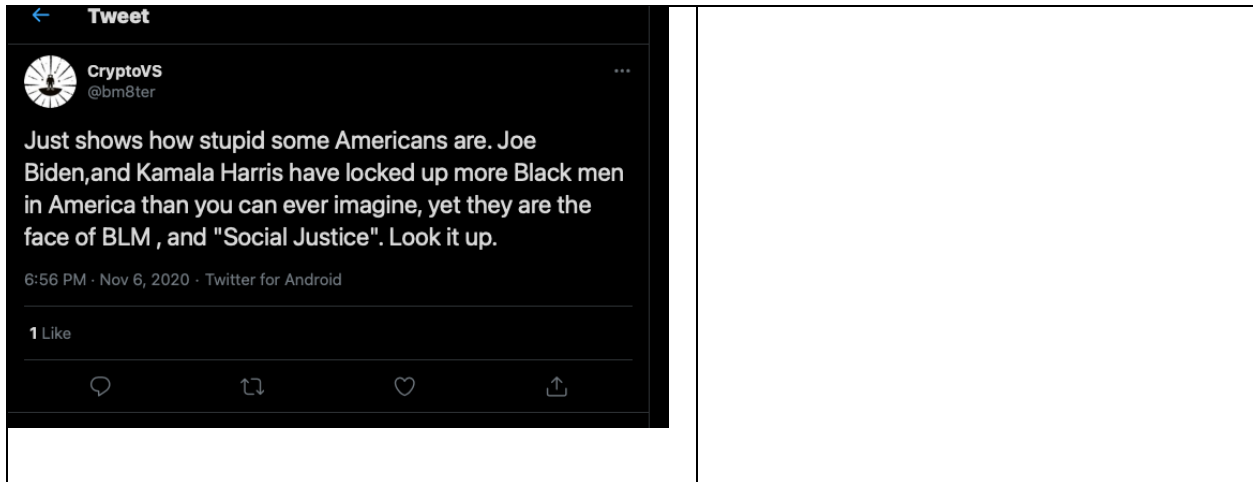 Tweet
CryptoVS
@bm8ter
Just shows how stupid some Americans are. Joe
Biden,and Kamala Harris have locked up more Black men
in America than you can ever imagine, yet they are the
face of BLM , and "Social Justice". Look it up.
6:56 PM · Nov 6, 2020 · Twitter for Android
1 Like